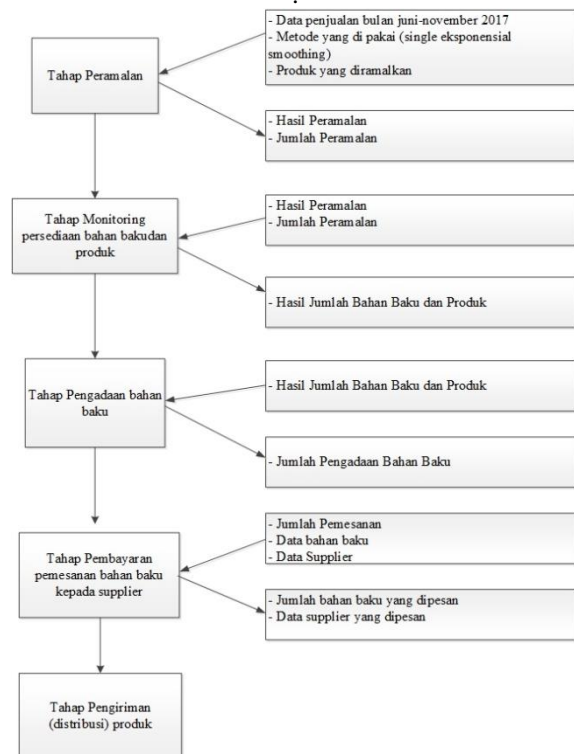 - Data penjualan bulan juni-november 2017
- Metode yang di pakai (single eksponensial
smoothing)
- Produk yang diramalkan
Tahap Peramalan
- Hasil Peramalan
- Jumlah Peramalan
Tahap Monitoring
persediaan bahan bakudan
produk
- Hasil Peramalan
- Jumlah Peramalan
- Hasil Jumlah Bahan Baku dan Produk
Tahap Pengadaan bahan
baku
- Hasil Jumlah Bahan Baku dan Produk
- Jumlah Pengadaan Bahan Baku
Tahap Pembayaran
pemesanan bahan baku
kepada supplier
- Jumlah Pemesanan
- Data bahan baku
- Data Supplier
- Jumlah bahan baku yang dipesan
- Data supplier yang dipesan
Tahap Pengiriman
(distribusi) produk